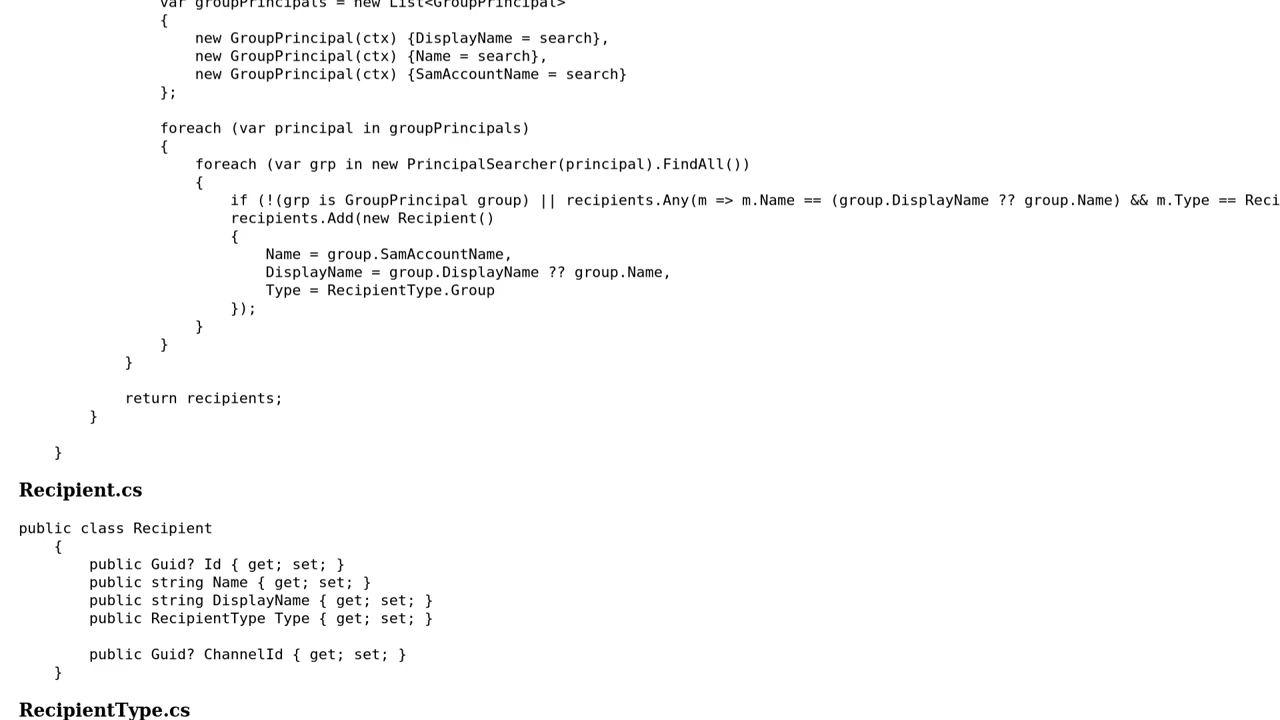 var groupPrincipals = new List<GroupPrincipal>
{
new GroupPrincipal(ctx) {DisplayName = search},
new GroupPrincipal(ctx) {Name = search},
new GroupPrincipal(ctx) {SamAccountName = search}
};
foreach (var principal in groupPrincipals)
{
foreach (var grp in new PrincipalSearcher(principal).FindAll())
{
if (!(grp is GroupPrincipal group) || recipients.Any(m => m.Name == (group.DisplayName ?? group.Name) && m.Type == Reci
recipients.Add(new Recipient()
{
Name = group.SamAccountName,
DisplayName = group.DisplayName ?? group.Name,
Type = RecipientType.Group
});
}
}
}
return recipients;
}
}
Recipient.cs
public class Recipient
{
public Guid? Id { get; set; }
public string Name { get; set; }
public string DisplayName { get; set; }
public RecipientType Type { get; set; }
public Guid? ChannelId { get; set; }
}
RecipientType.cs